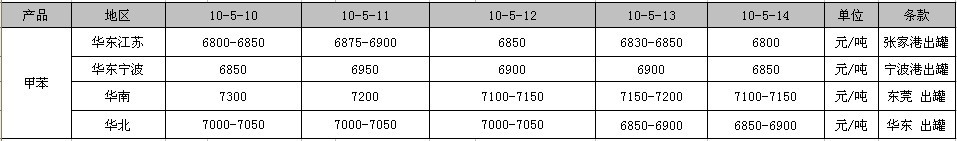 产品 地区 10-5-10 10-5-11 10-5-12 10-5-13 10-5-14 单位 条款
甲苯 华东江苏 6800-6850 6875-6900 6850 6830-6850 6800 元/吨 张家港出罐
华东宁波 6850 6950 6900 6900 6850 元/吨 宁波港出罐
华南 7300 7200 7100-7150 7150-7200 7100-7150 元/吨 东莞 出罐
华北 7000-7050 7000-7050 7000-7050 6850-6900 6850-6900 元/吨 华东 出罐